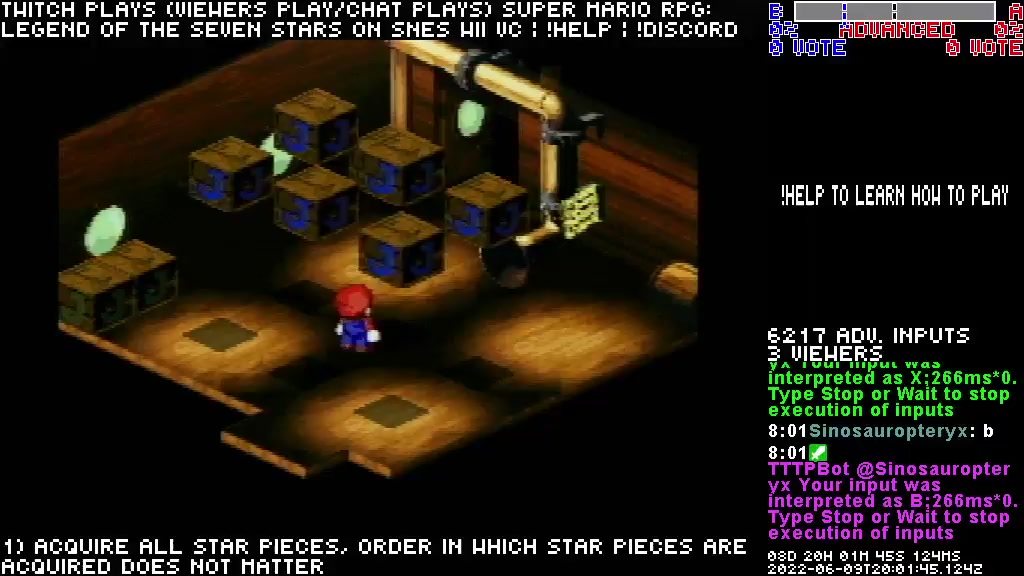 TWITCH PLAYS (VIEWERS PLAY/CHAT PLAYS) SUPER MARIO RPG:
LEGEND OF THE SEVEN STARS ON SNES WII VC ¦ !HELP ¦ !DISCORD
B A
0% ADVANCED 0%
0 VOTE 0 VOTE
!HELP TO LEARN HOW TO PLAY
J J
J J
J J
J J
J J
J J
J J J
6217 ADV. INPUTS
3 VIEWERS
yx Your input was
interpreted as X;266ms*0.
Type Stop or Wait to stop
execution of inputs
8:01Sinosauropteryx: b
8:01
TTTPBot @Sinosauropter
yx Your input was
interpreted as B;266ms*0.
Type Stop or Wait to stop
execution of inputs
1) ACQUIRE ALL STAR PIECES, ORDER IN WHICH STAR PIECES ARE
ACQUIRED DOES NOT MATTER
08D 20H 01M 45S 124MS
2022-06-09T20:01:45.124Z